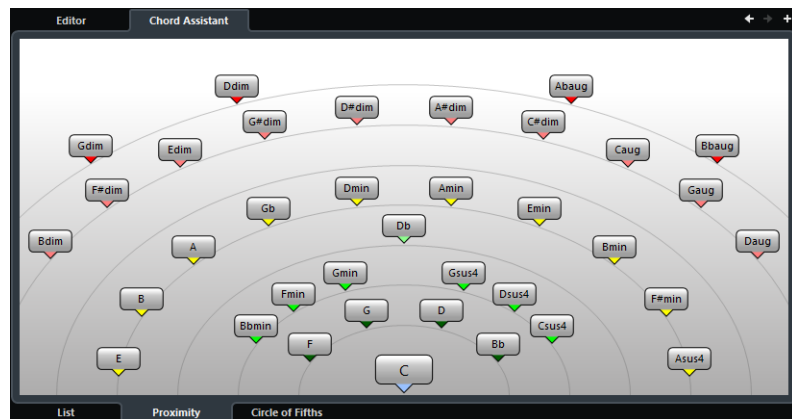 Editor
Chord Assistant
Ddim
Abaug
D#dim
A#dim
G#dim
C#dim
Gdim
Edim
Caug
Bbaug
F#dim
Dmin
Amin
Gaug
Gb
Emin
Db
Bdim
A
Bmin
Daug
Gmin
Gsus4
Fmin
Dsus4
B
F#min
G
D
Bbmin
Csus4
F
Bb
E
C
Asus4
List
Proximity
Circle of Fifths